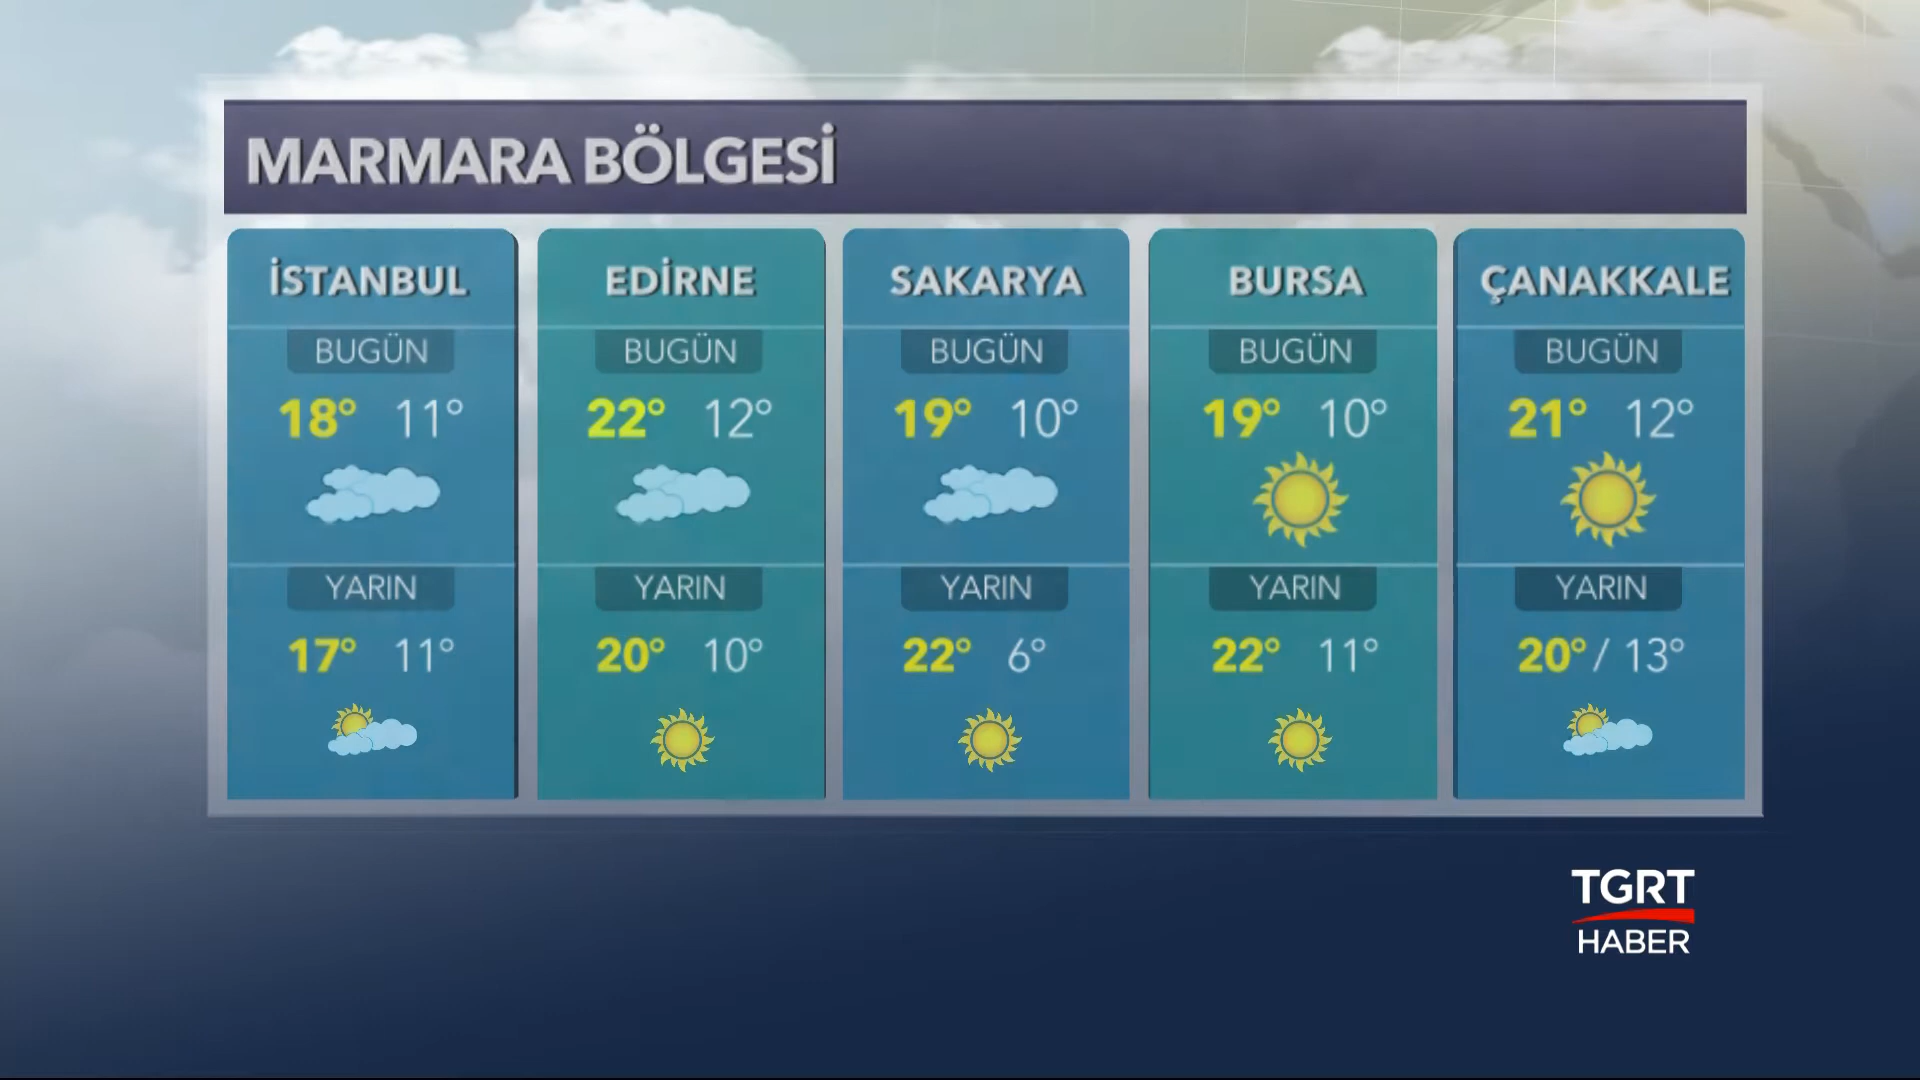 MARMARA BÖLGESİ
İSTANBUL
BUGÜN
18° 11°
YARIN
17° 11°
EDİRNE
BUGÜN
22° 12°
YARIN
20° 10°
SAKARYA
BUGÜN
19° 10°
YARIN
22° 6°
BURSA
BUGÜN
19° 10°
YARIN
22° 11°
ÇANAKKALE
BUGÜN
21° 12°
YARIN
20° / 13°
TGRT
HABER